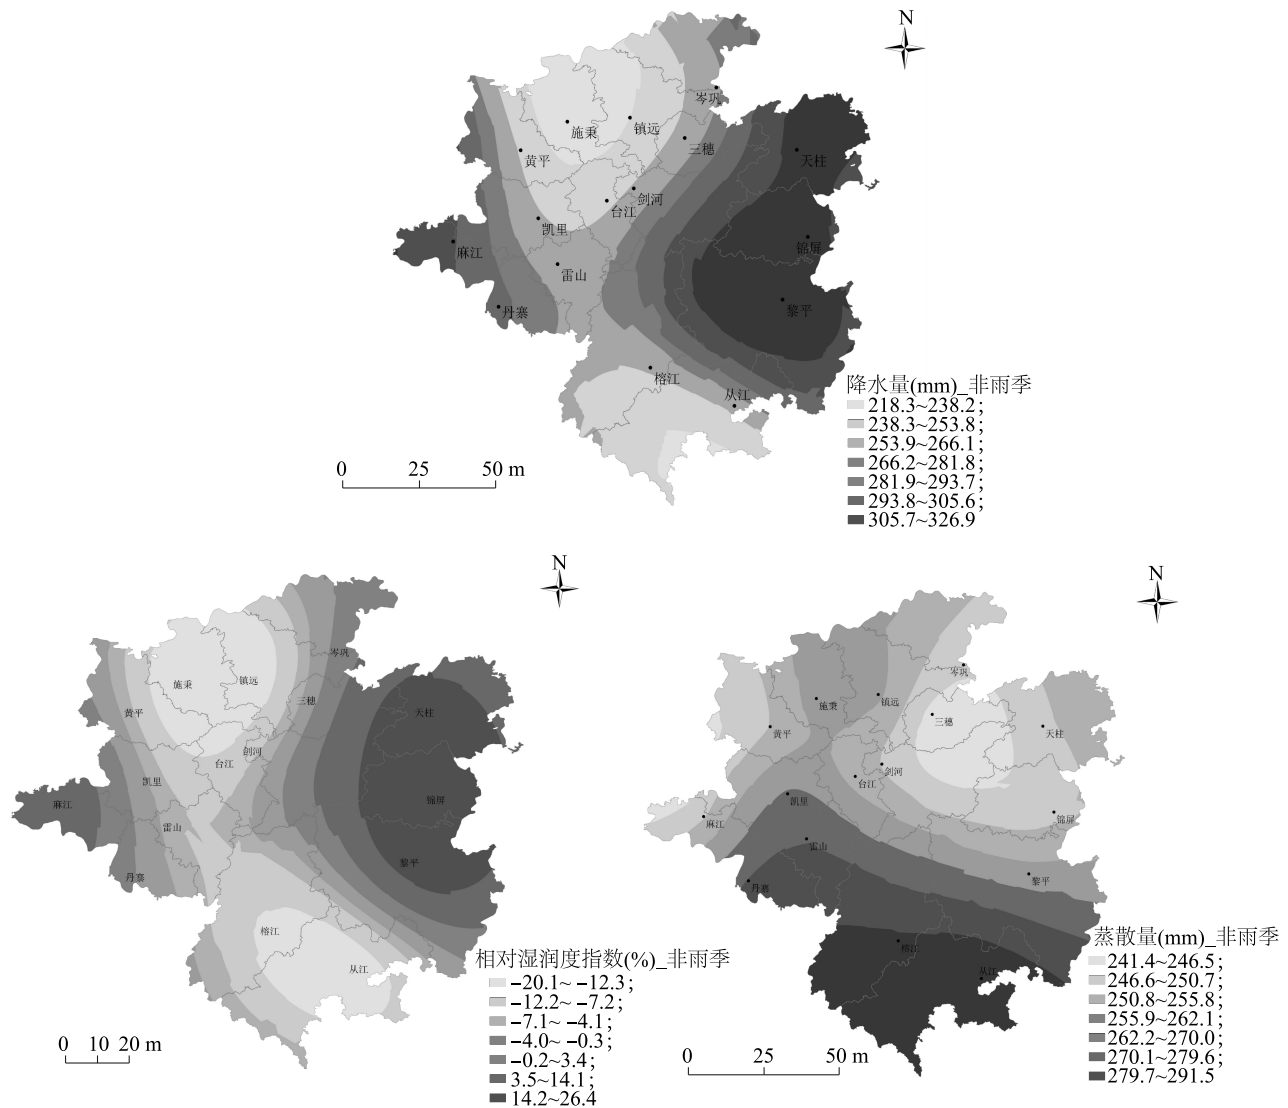 N
岑巩
施秉
镇远
三穗
黄平
天柱
剑河
台江
凯里
锦屏
麻江
雷山
黎平
丹寨
榕江
从江
降水量(mm)_非雨季
218.3~238.2;
238.3~253.8;
253.9~266.1;
266.2~281.8;
281.9~293.7;
293.8~305.6;
305.7~326.9
0 25 50 m
N
岑巩
施秉
镇远
三穗
黄平
天柱
剑河
台江
凯里
锦屏
麻江
雷山
黎平
丹寨
榕江
从江
相对湿润度指数(%)_非雨季
−20.1~ −12.3;
−12.2~ −7.2;
−7.1~ −4.1;
−4.0~ −0.3;
−0.2~3.4;
3.5~14.1;
14.2~26.4
0 10 20 m
N
岑巩
施秉
镇远
三穗
黄平
天柱
剑河
台江
凯里
锦屏
麻江
雷山
黎平
丹寨
榕江
从江
蒸散量(mm)_非雨季
241.4~246.5;
246.6~250.7;
250.8~255.8;
255.9~262.1;
262.2~270.0;
270.1~279.6;
279.7~291.5
0 25 50 m